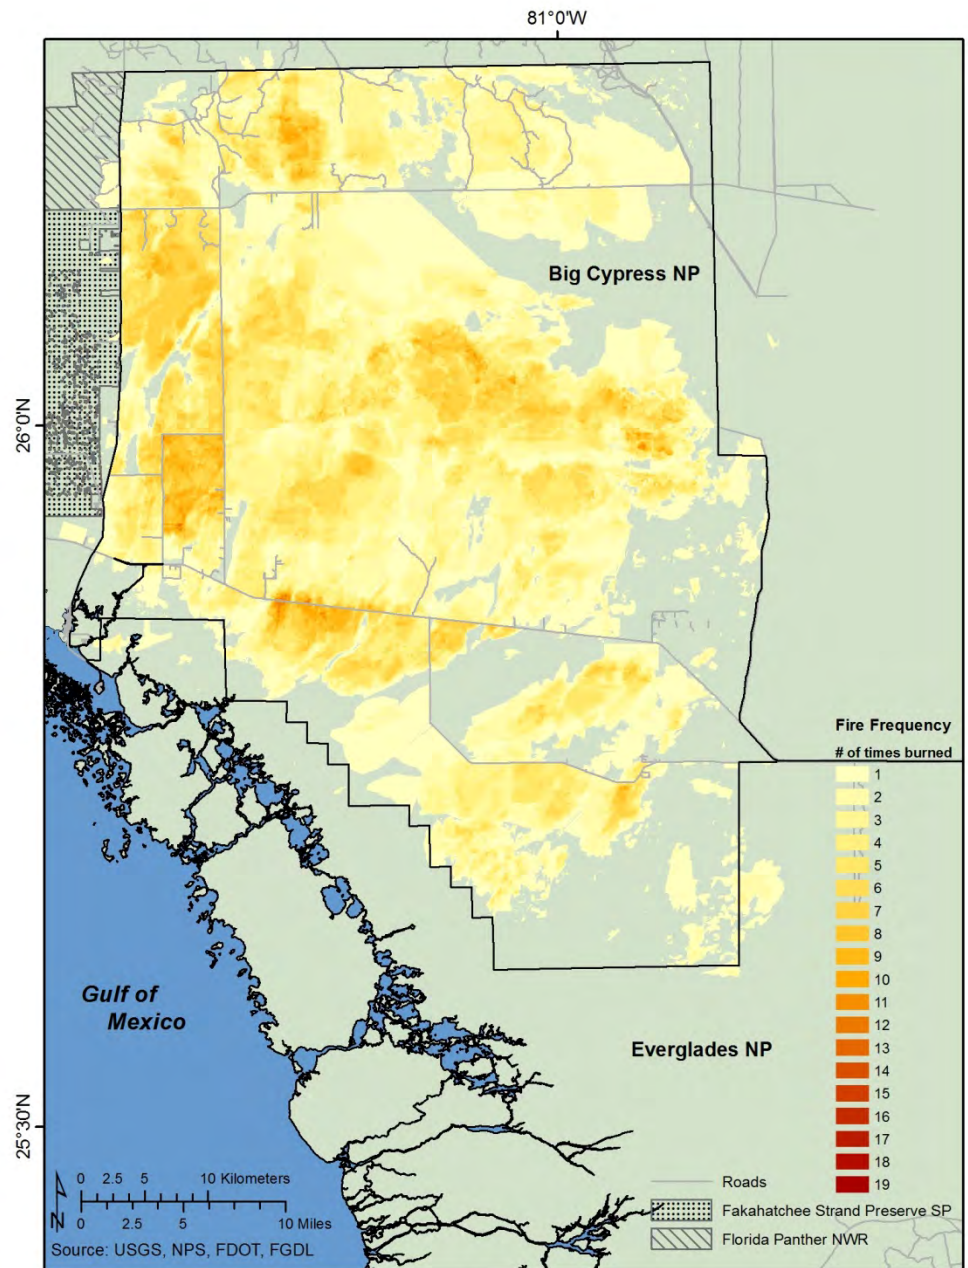 81°0'W
Big Cypress NP
26°0'N
Fire Frequency
# of times burned
1
2
3
4
5
6
7
8
9
10
11
12
13
14
15
16
17
18
19
Gulf of
Mexico
Everglades NP
25°30'N
0 2.5 5 10 Kilometers
N
0 2.5 5 10 Miles
Source: USGS, NPS, FDOT, FGDL
Roads
Fakahatchee Strand Preserve SP
Florida Panther NWR